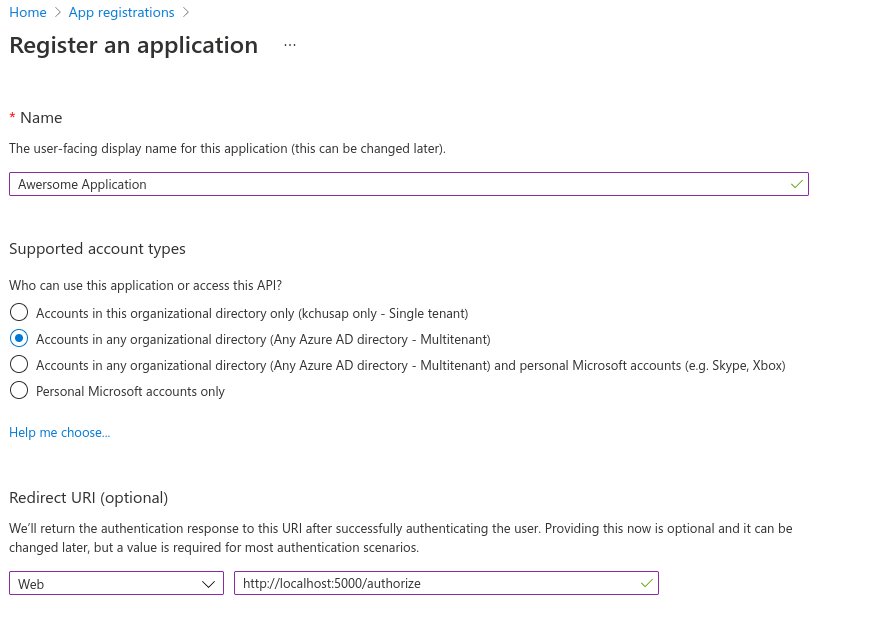 Home > App registrations >
Register an application ...
* Name
The user-facing display name for this application (this can be changed later).
Awersome Application
Supported account types
Who can use this application or access this API?
Accounts in this organizational directory only (kchusap only - Single tenant)
Accounts in any organizational directory (Any Azure AD directory - Multitenant)
Accounts in any organizational directory (Any Azure AD directory - Multitenant) and personal Microsoft accounts (e.g. Skype, Xbox)
Personal Microsoft accounts only
Help me choose...
Redirect URI (optional)
We'll return the authentication response to this URI after successfully authenticating the user. Providing this now is optional and it can be
changed later, but a value is required for most authentication scenarios.
Web http://localhost:5000/authorize